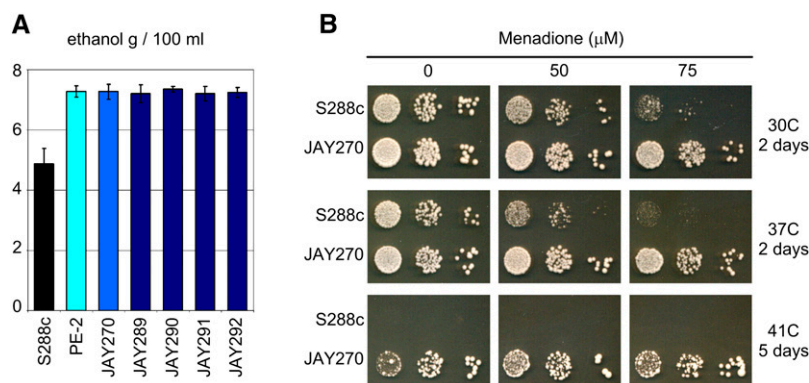 A
ethanol g / 100 ml
8
6
4
2
0
S288c
PE-2
JAY270
JAY289
JAY290
JAY291
JAY292
B
Menadione (μM)
0 50 75
S288c
JAY270
30C
2 days
S288c
JAY270
37C
2 days
S288c
JAY270
41C
5 days